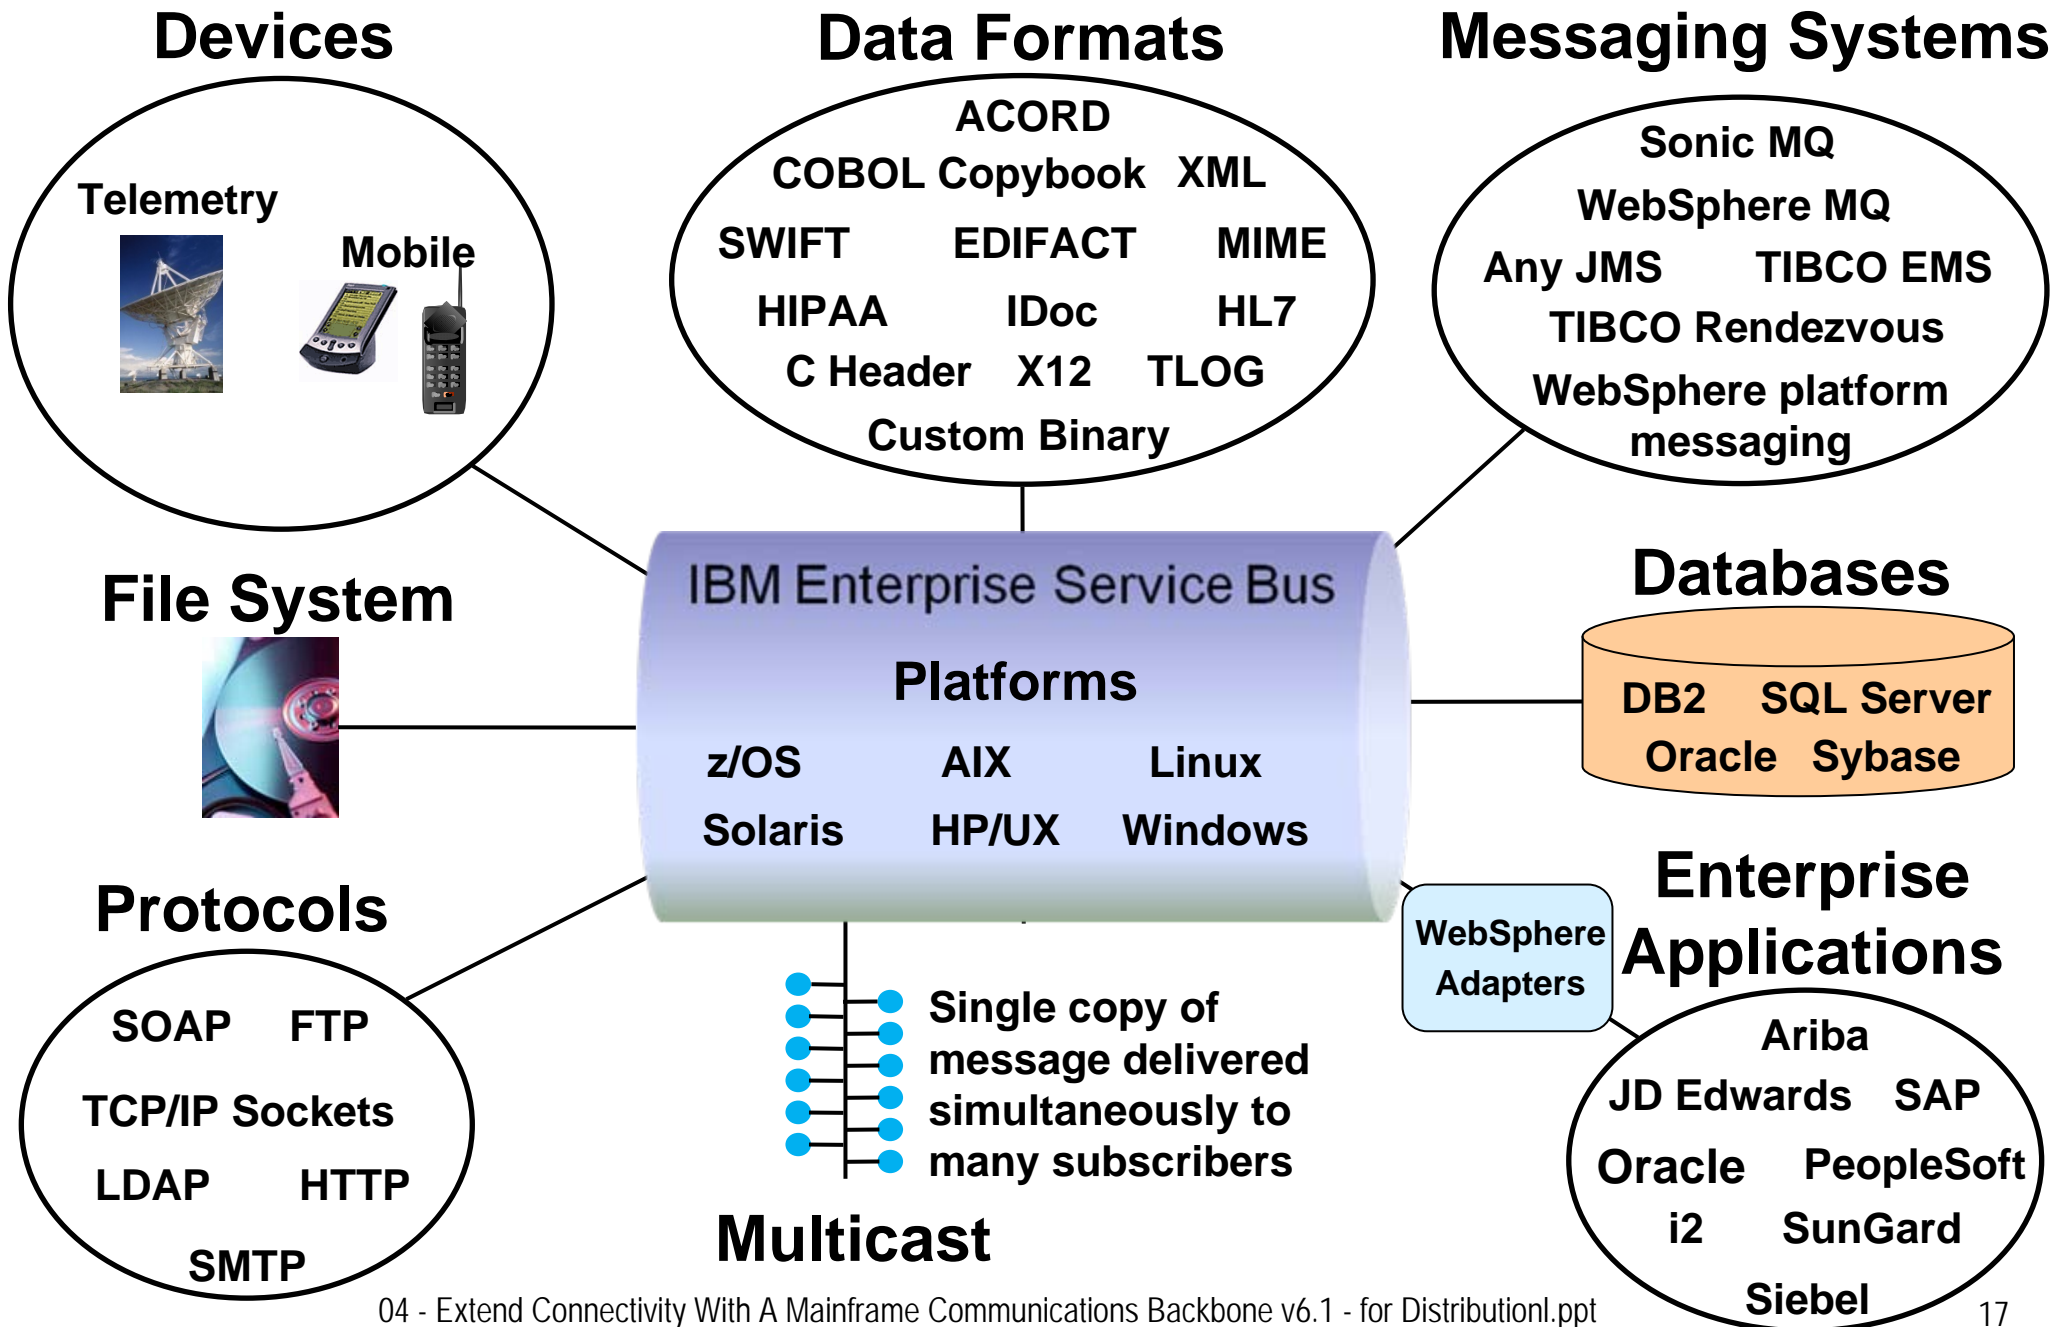 Devices
Data Formats
Messaging Systems
Telemetry
Mobile
ACORD
COBOL Copybook XML
SWIFT EDIFACT MIME
HIPAA IDoc HL7
C Header X12 TLOG
Custom Binary
Sonic MQ
WebSphere MQ
Any JMS TIBCO EMS
TIBCO Rendezvous
WebSphere platform
messaging
File System
IBM Enterprise Service Bus
Platforms
z/OS AIX Linux
Solaris HP/UX Windows
Databases
DB2 SQL Server
Oracle Sybase
Protocols
SOAP FTP
TCP/IP Sockets
LDAP HTTP
SMTP
Single copy of
message delivered
simultaneously to
many subscribers
Multicast
WebSphere
Adapters
Enterprise
Applications
Ariba
JD Edwards SAP
Oracle PeopleSoft
i2 SunGard
Siebel
04 - Extend Connectivity With A Mainframe Communications Backbone v6.1 - for Distributionl.ppt
17